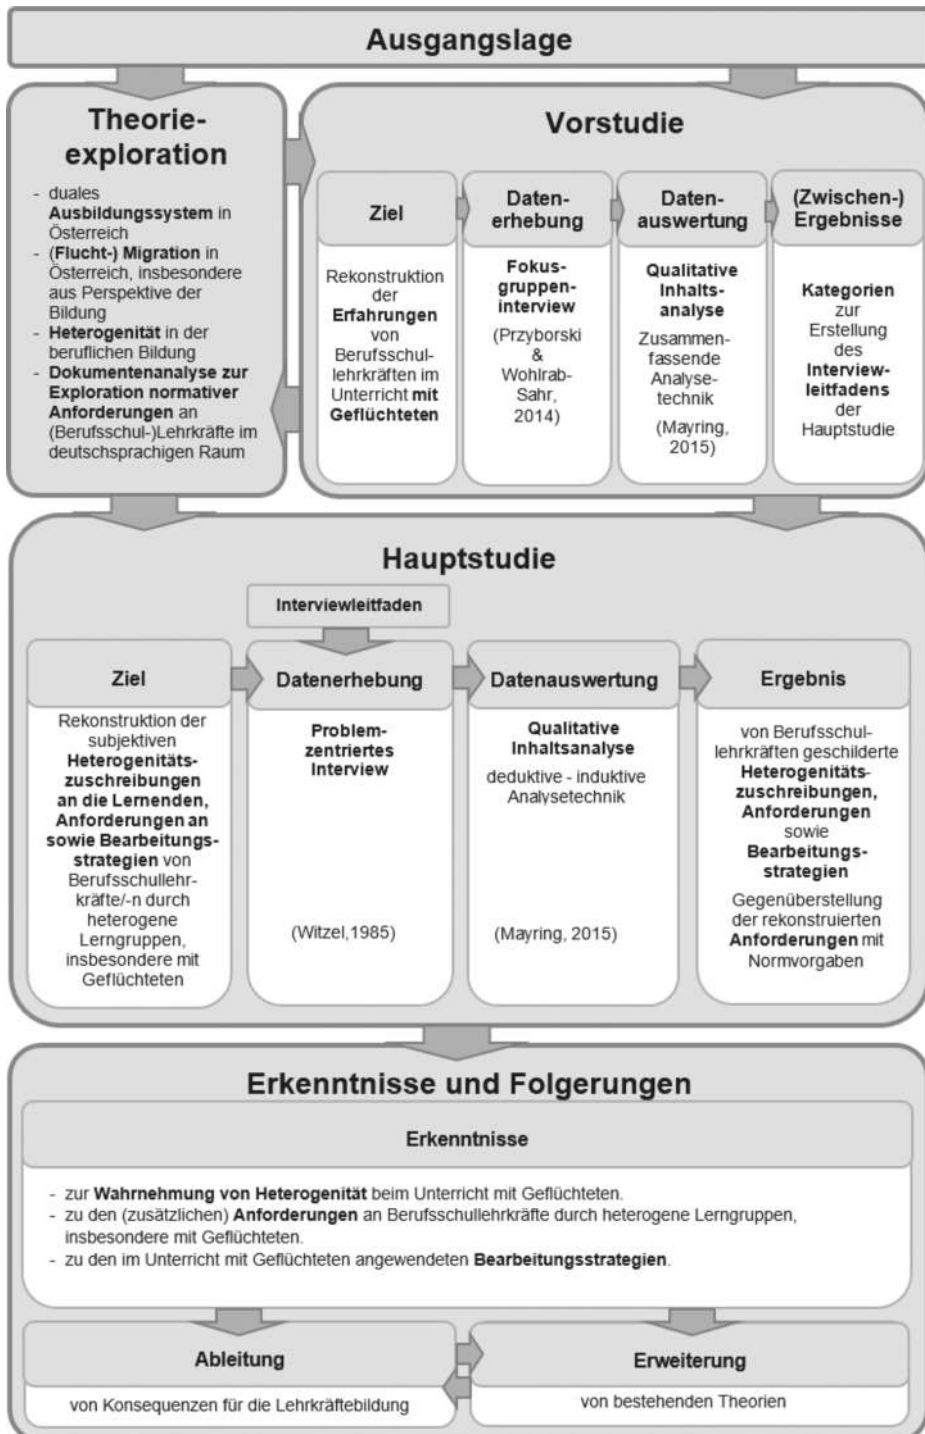 Ausgangslage
Theorie-
exploration
- duales
Ausbildungssystem in
Österreich
- (Flucht-) Migration in
Österreich, insbesondere
aus Perspektive der
Bildung
- Heterogenität in der
beruflichen Bildung
- Dokumentenanalyse zur
Exploration normativer
Anforderungen an
(Berufsschul-)Lehrkräfte im
deutschsprachigen Raum
Vorstudie
Ziel
Rekonstruktion
der
Erfahrungen
von
Berufsschul-
lehrkräften im
Unterricht mit
Geflüchteten
Daten-
erhebung
Fokus-
gruppen-
interview
(Przyborski
&
Wohlrab-
Sahr,
2014)
Daten-
auswertung
Qualitative
Inhalts-
analyse
Zusammen-
fassende
Analyse-
technik
(Mayring,
2015)
(Zwischen-)
Ergebnisse
Kategorien
zur
Erstellung
des
Interview-
leitfadens
der
Hauptstudie
Hauptstudie
Interviewleitfaden
Ziel
Rekonstruktion der
subjektiven
Heterogenitäts-
zuschreibungen
an die Lernenden,
Anforderungen an
sowie Bearbeitungs-
strategien von
Berufsschullehr-
kräfte/-n durch
heterogene
Lerngruppen,
insbesondere mit
Geflüchteten
Datenerhebung
Problem-
zentriertes
Interview
(Witzel,1985)
Datenauswertung
Qualitative
Inhaltsanalyse
deduktive - induktive
Analysetechnik
(Mayring, 2015)
Ergebnis
von Berufsschul-
lehrkräften geschilderte
Heterogenitäts-
zuschreibungen,
Anforderungen
sowie
Bearbeitungs-
strategien
Gegenüberstellung
der rekonstruierten
Anforderungen mit
Normvorgaben
Erkenntnisse und Folgerungen
Erkenntnisse
- zur Wahrnehmung von Heterogenität beim Unterricht mit Geflüchteten.
- zu den (zusätzlichen) Anforderungen an Berufsschullehrkräfte durch heterogene Lerngruppen,
insbesondere mit Geflüchteten.
- zu den im Unterricht mit Geflüchteten angewendeten Bearbeitungsstrategien.
Ableitung
von Konsequenzen für die Lehrkräftebildung
Erweiterung
von bestehenden Theorien